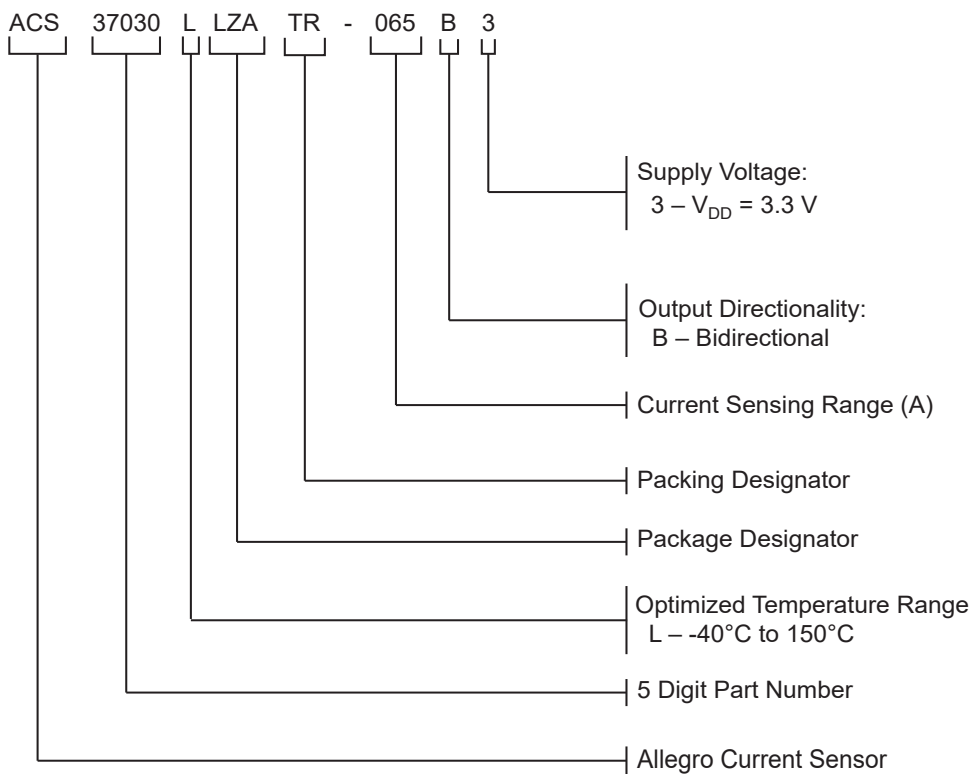 ACS 37030 L LZA TR - 065 B 3
Supply Voltage:
3 – VDD = 3.3 V
Output Directionality:
B – Bidirectional
Current Sensing Range (A)
Packing Designator
Package Designator
Optimized Temperature Range
L – -40°C to 150°C
5 Digit Part Number
Allegro Current Sensor